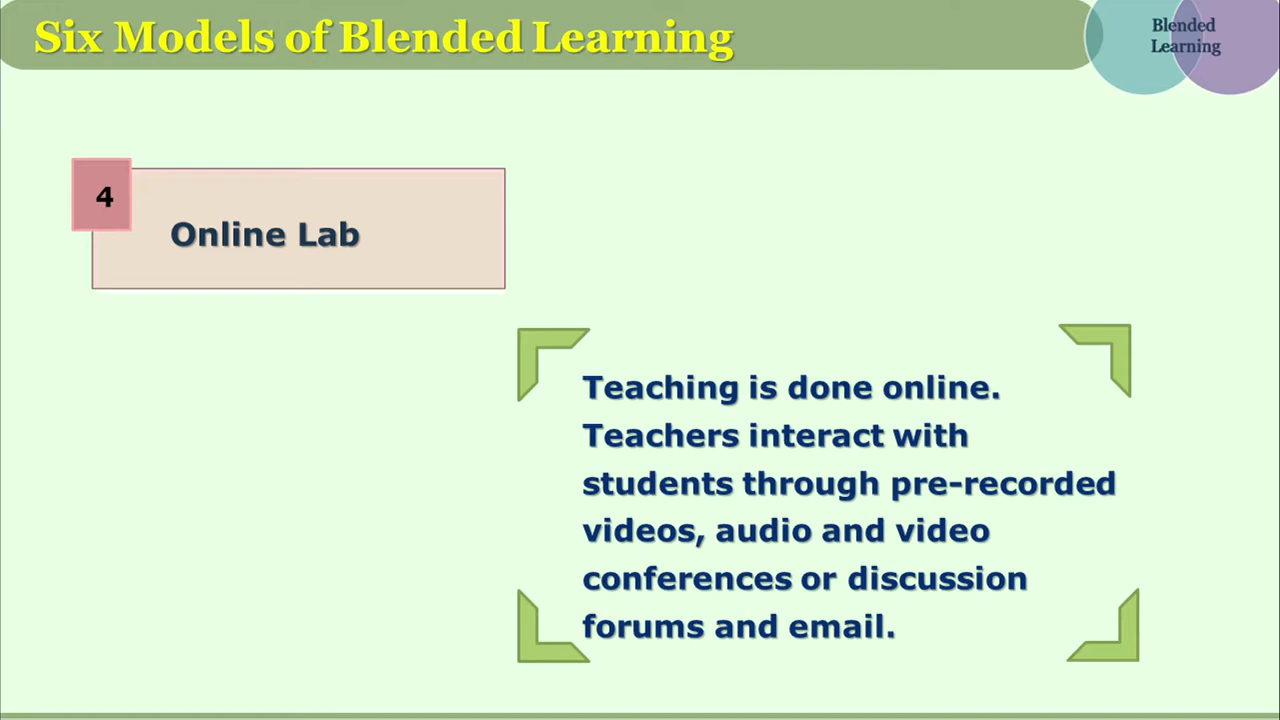 Six Models of Blended Learning
Blended
Learning
4
Online Lab
Teaching is done online.
Teachers interact with
students through pre-recorded
videos, audio and video
conferences or discussion
forums and email.